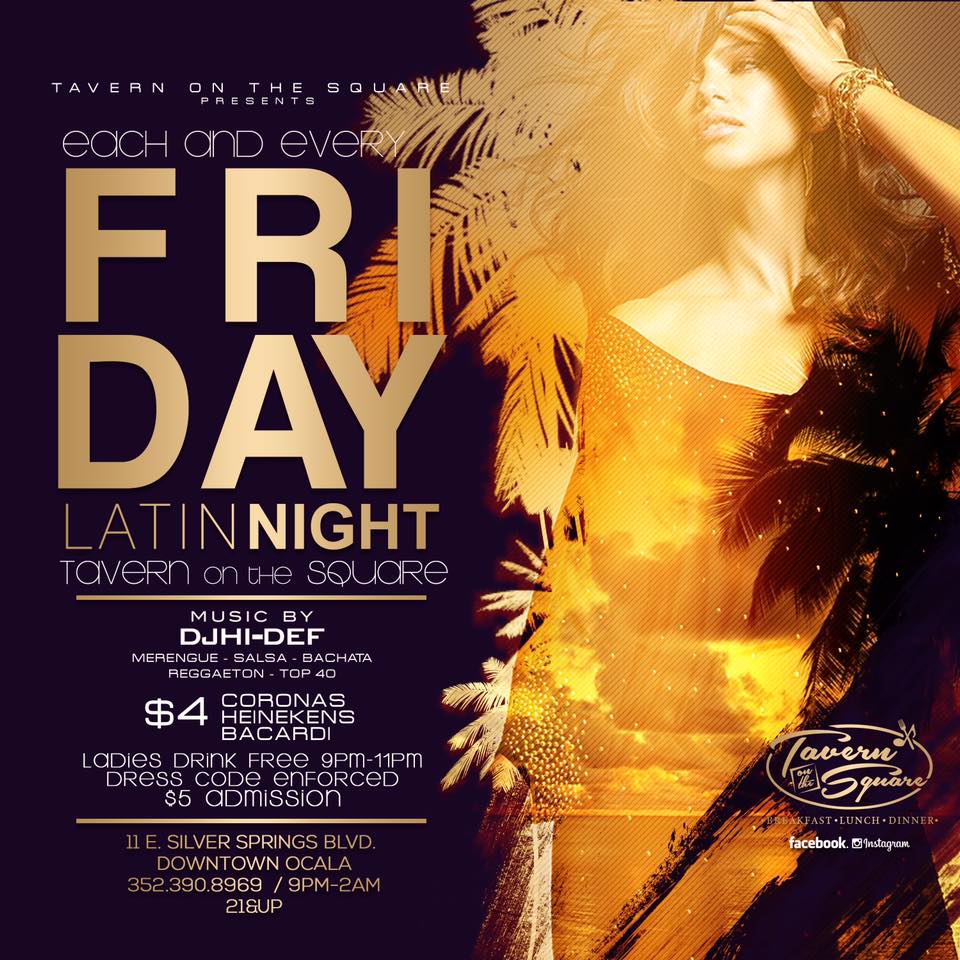 TAVERN ON THE SQUARE
PRESENTS
each and every
FRI
DAY
LATIN NIGHT
Tavern on the Square
MUSIC BY
DJHI-DEF
MERENGUE - SALSA - BACHATA
REGGAETON - TOP 40
$4 CORONAS
HEINEKENS
BACARDI
Ladies Drink Free 9pm-11pm
Dress Code Enforced
$5 Admission
11 E. SILVER SPRINGS BLVD.
DOWNTOWN OCALA
352.390.8969 / 9PM-2AM
21&UP
Tavern
on the
Square
BREAKFAST • LUNCH • DINNER
facebook. Instagram